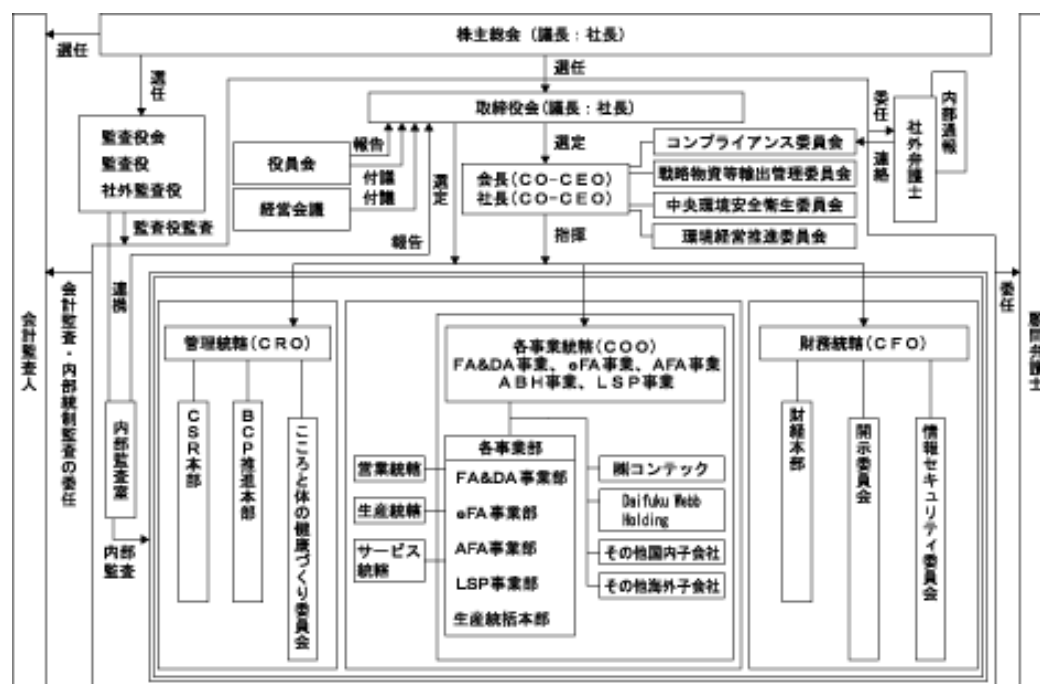 株主総会（議長：社長）
選任
選任
選任
取締役会（議長：社長）
監査役会
監査役
社外監査役
役員会
経営会議
報告
付議
付議
選定
選定
会長（CO-CEO）
社長（CO-CEO）
コンプライアンス委員会
戦略物資等輸出管理委員会
中央環境安全衛生委員会
環境経営推進委員会
委任
連絡
社外弁護士
内部通報
監査役監査
報告
指揮
連携
会計監査人
会計監査・内部統制監査の委任
委任
顧問弁護士
管理統轄（CRO）
CSR本部
BCP推進本部
こころと体の健康づくり委員会
内部監査室
内部
監査
各事業統轄（COO）
FA&DA事業、eFA事業、AFA事業
ABH事業、LSP事業
各事業部
FA&DA事業部
eFA事業部
AFA事業部
LSP事業部
生産統括本部
営業統轄
生産統轄
サービス
統轄
㈱コンテック
Daifuku Webb
Holding
その他国内子会社
その他海外子会社
財務統轄（CFO）
財経本部
開示委員会
情報セキュリティ委員会